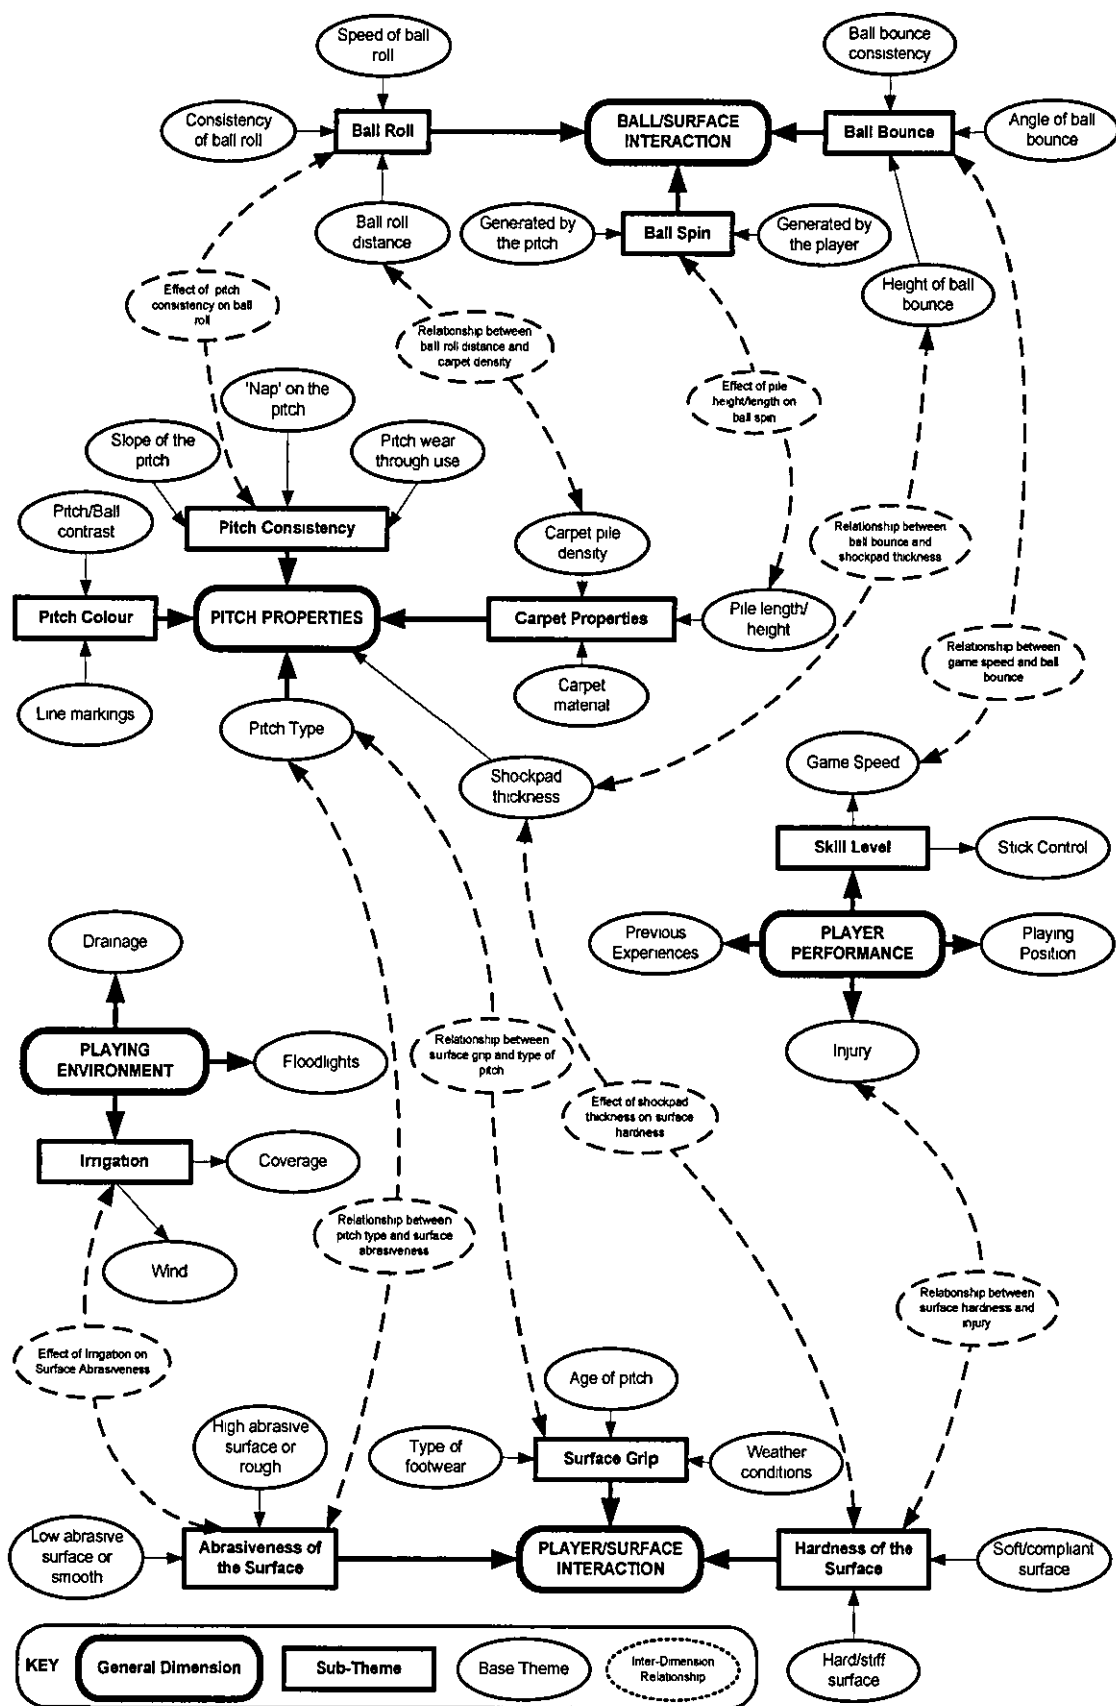 Speed of ball
roll
Ball bounce
consistency
Consistency
of ball roll
Ball Roll
BALL/SURFACE
INTERACTION
Ball Bounce
Angle of ball
bounce
Ball roll
distance
Generated by
the pitch
Ball Spin
Generated by
the player
Height of ball
bounce
Effect of pitch
consistency on ball
roll
Relationship between
ball roll distance and
carpet density
Effect of pile
height/length on
ball spin
'Nap' on the
pitch
Slope of the
pitch
Pitch wear
through use
Pitch/Ball
contrast
Pitch Consistency
Carpet pile
density
Relationship between
ball bounce and
shockpad thickness
Pitch Colour
PITCH PROPERTIES
Carpet Properties
Pile length/
height
Relationship between
game speed and ball
bounce
Line markings
Pitch Type
Carpet
material
Shockpad
thickness
Game Speed
Skill Level
Stick Control
Drainage
Previous
Experiences
PLAYER
PERFORMANCE
Playing
Position
PLAYING
ENVIRONMENT
Floodlights
Relationship between
surface grip and type of
pitch
Injury
Effect of shockpad
thickness on surface
hardness
Irrigation
Coverage
Relationship between
pitch type and surface
abrasiveness
Wind
Relationship between
surface hardness and
injury
Effect of Irrigation on
Surface Abrasiveness
Age of pitch
High abrasive
surface or
rough
Type of
footwear
Surface Grip
Weather
conditions
Low abrasive
surface or
smooth
Abrasiveness of
the Surface
PLAYER/SURFACE
INTERACTION
Hardness of the
Surface
Soft/compliant
surface
KEY
General Dimension
Sub-Theme
Base Theme
Inter-Dimension
Relationship
Hard/stiff
surface